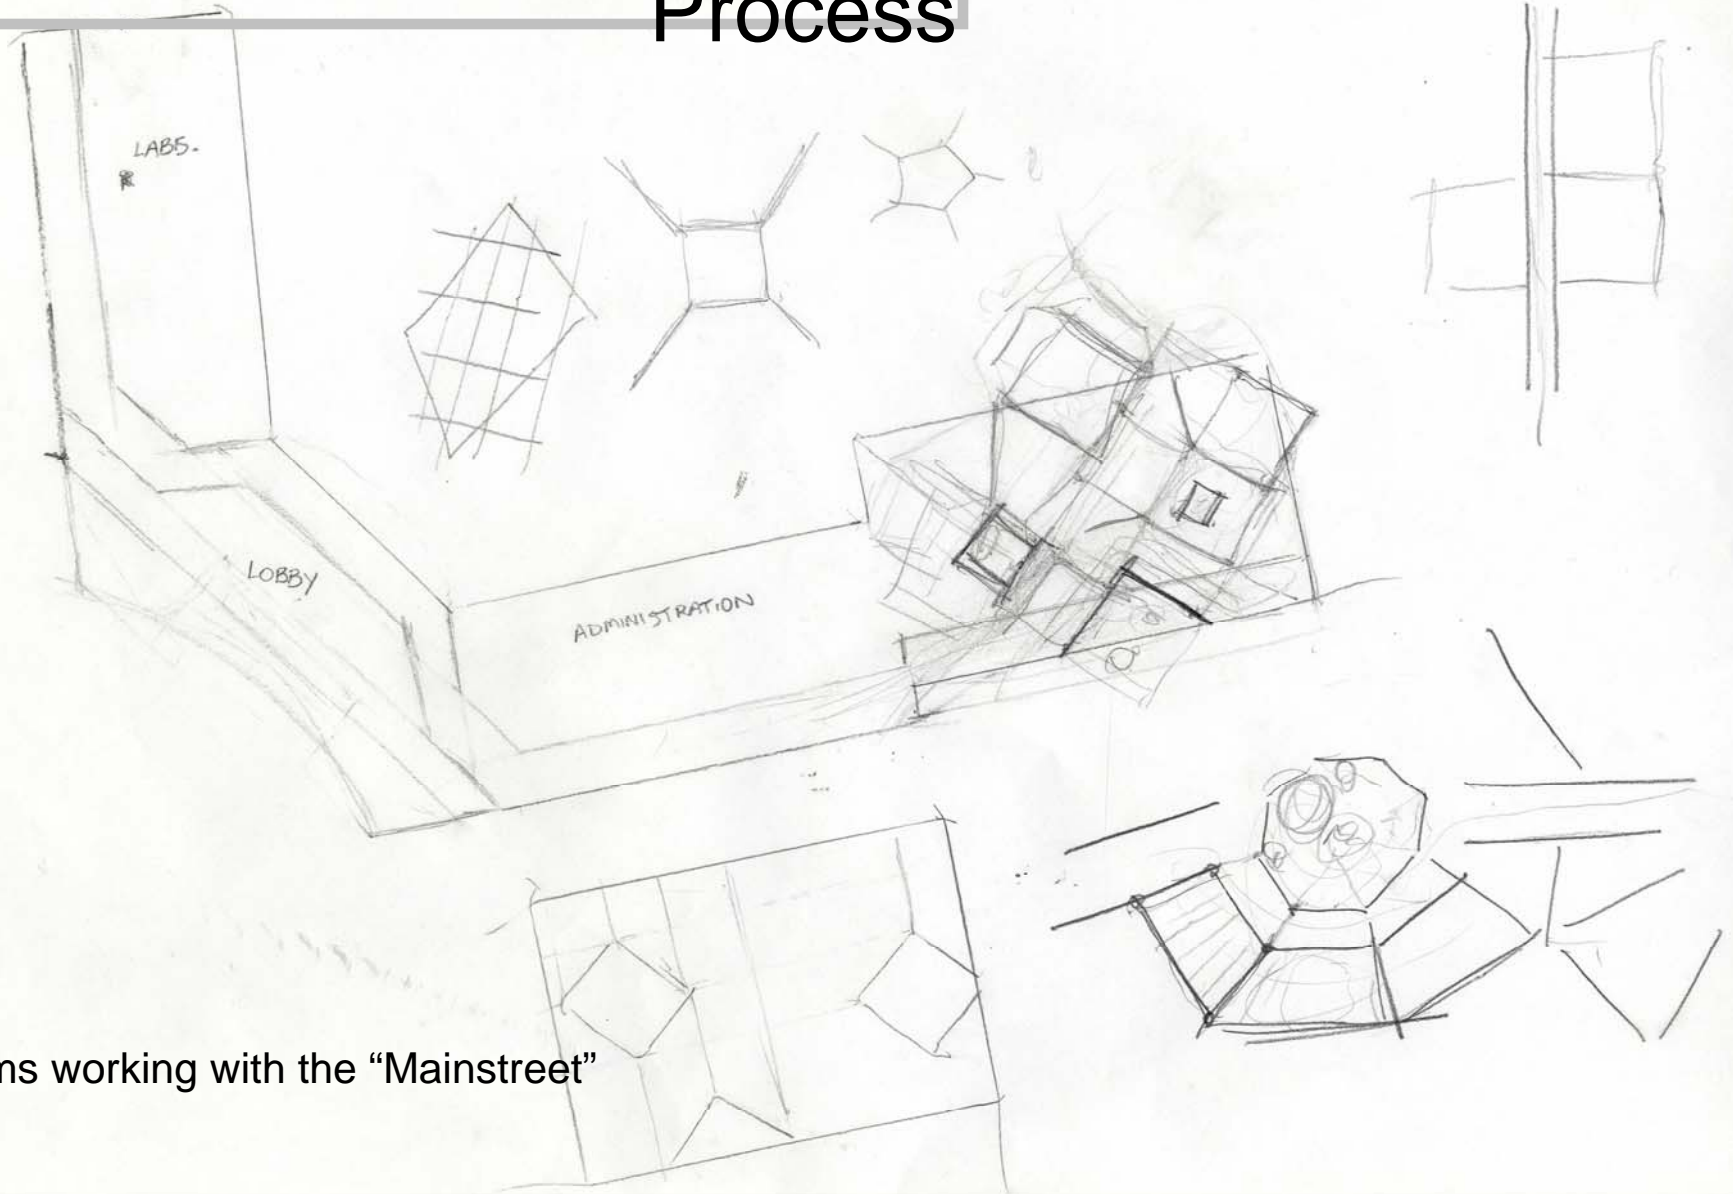 Process
LABS.
LOBBY
ADMINISTRATION
ms working with the “Mainstreet”